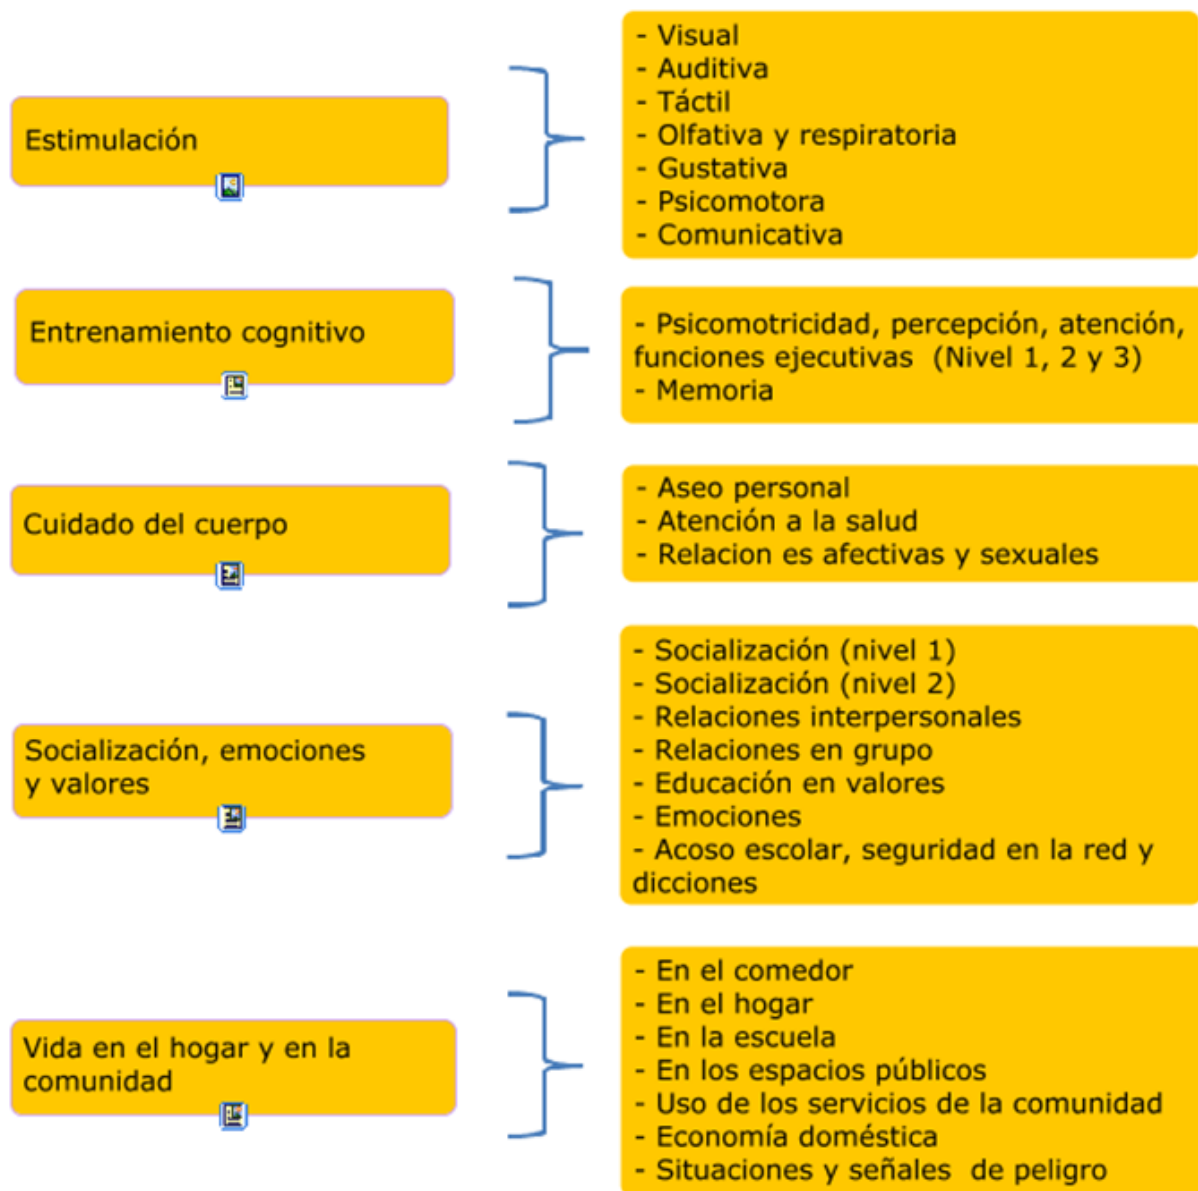 Estimulación
- Visual
- Auditiva
- Táctil
- Olfativa y respiratoria
- Gustativa
- Psicomotora
- Comunicativa
Entrenamiento cognitivo
- Psicomotricidad, percepción, atención,
funciones ejecutivas (Nivel 1, 2 y 3)
- Memoria
Cuidado del cuerpo
- Aseo personal
- Atención a la salud
- Relacion es afectivas y sexuales
Socialización, emociones
y valores
- Socialización (nivel 1)
- Socialización (nivel 2)
- Relaciones interpersonales
- Relaciones en grupo
- Educación en valores
- Emociones
- Acoso escolar, seguridad en la red y
dicciones
Vida en el hogar y en la
comunidad
- En el comedor
- En el hogar
- En la escuela
- En los espacios públicos
- Uso de los servicios de la comunidad
- Economía doméstica
- Situaciones y señales de peligro